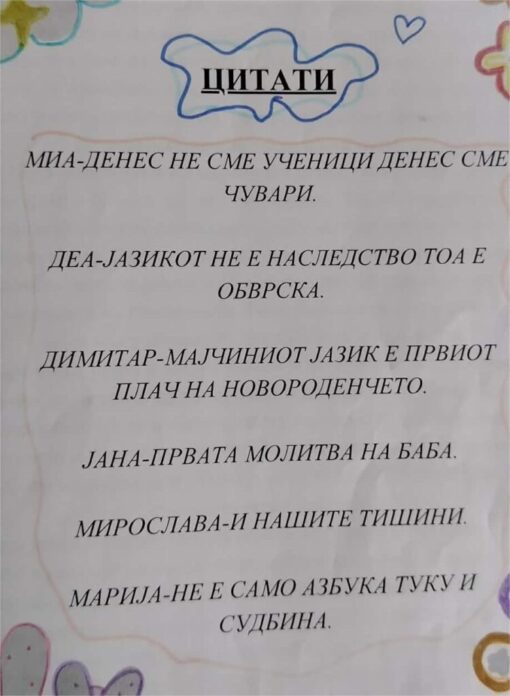 ЦИТАТИ
МИА-ДЕНЕС НЕ СМЕ УЧЕНИЦИ ДЕНЕС СМЕ
ЧУВАРИ.
ДЕА-ЈАЗИКОТ НЕ Е НАСЛЕДСТВО ТОА Е
ОБВРСКА.
ДИМИТАР-МАЈЧИНИОТ ЈАЗИК Е ПРВИОТ
ПЛАЧ НА НОВОРОДЕНЧЕТО.
ЈАНА-ПРВАТА МОЛИТВА НА БАБА.
МИРОСЛАВА-И НАШИТЕ ТИШИНИ.
МАРИЈА-НЕ Е САМО АЗБУКА ТУКУ И
СУДБИНА.